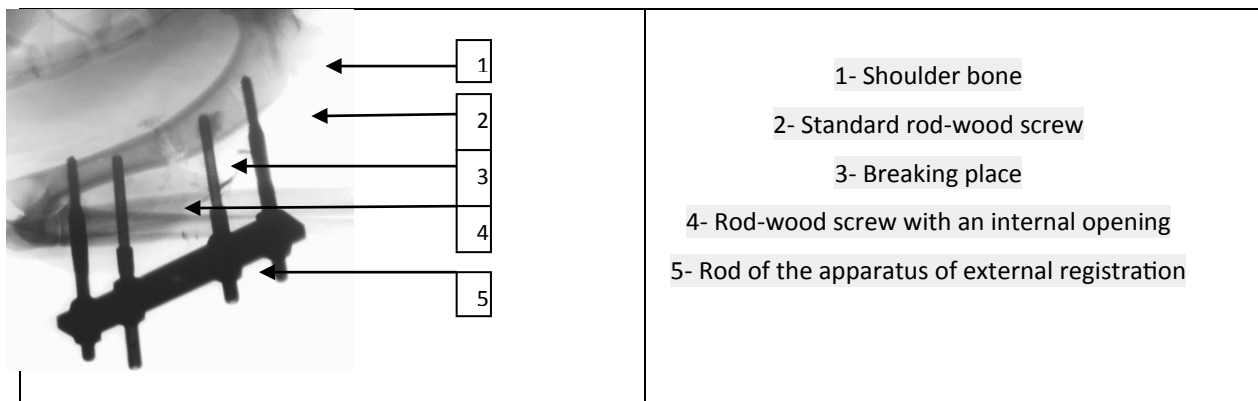 1
2
3
4
5
1- Shoulder bone
2- Standard rod-wood screw
3- Breaking place
4- Rod-wood screw with an internal opening
5- Rod of the apparatus of external registration